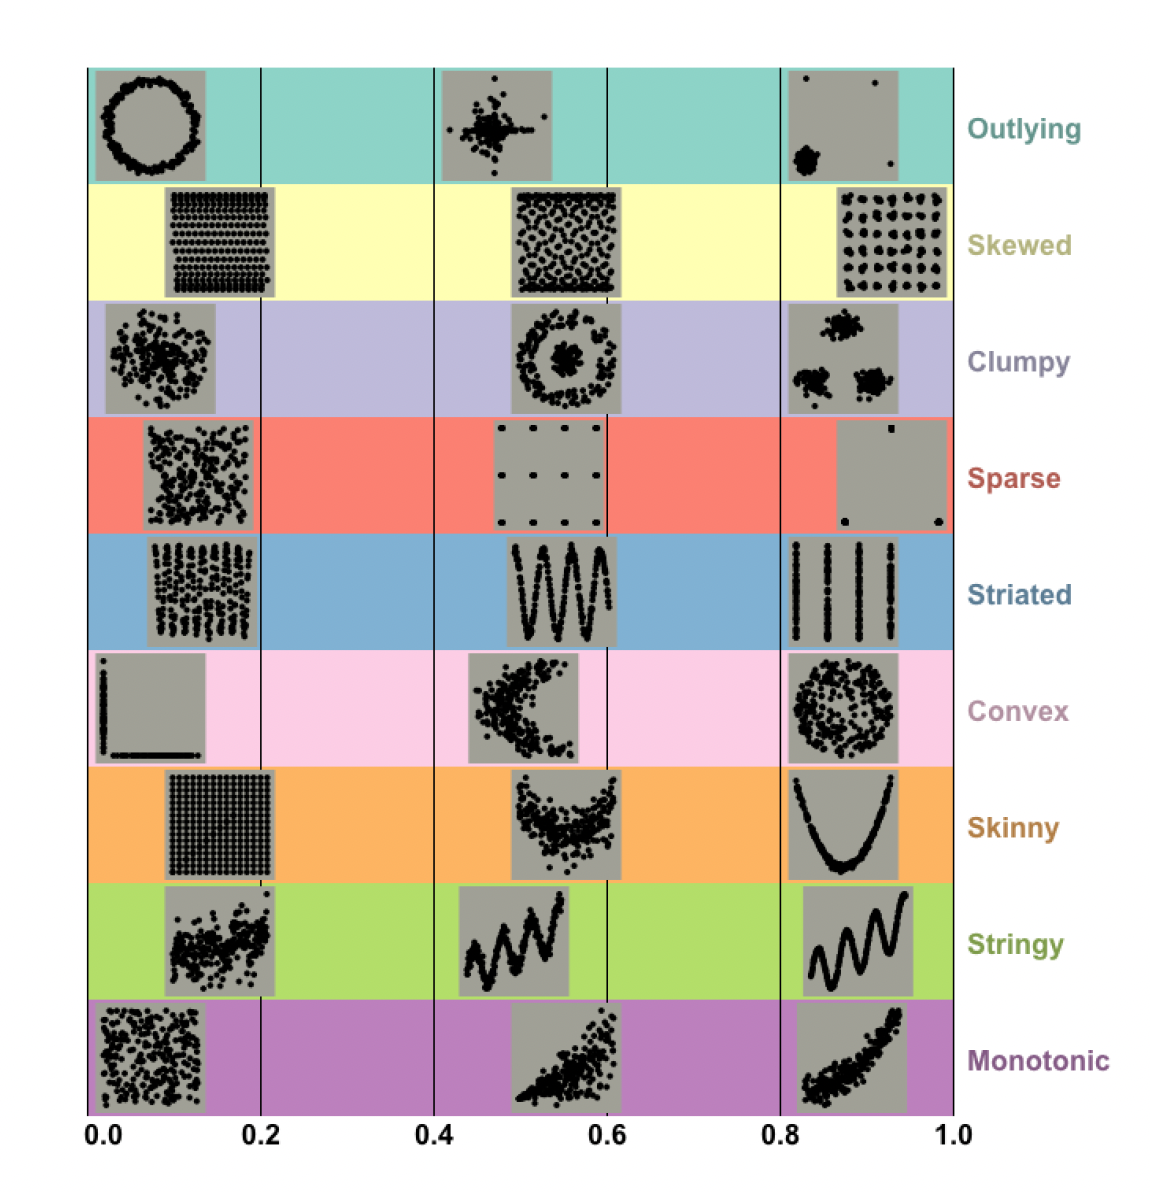 Outlying
Skewed
Clumpy
Sparse
Striated
Convex
Skinny
Stringy
Monotonic
0.0 0.2 0.4 0.6 0.8 1.0